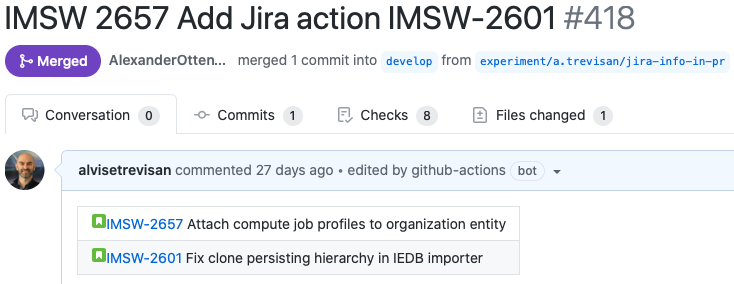 IMSW 2657 Add Jira action IMSW-2601 #418
Merged AlexanderOtten... merged 1 commit into develop from experiment/a.trevisan/jira-info-in-pr
Conversation 0 Commits 1 Checks 8 Files changed 1
alvisetrevisan commented 27 days ago • edited by github-actions bot
IMSW-2657 Attach compute job profiles to organization entity
IMSW-2601 Fix clone persisting hierarchy in IEDB importer